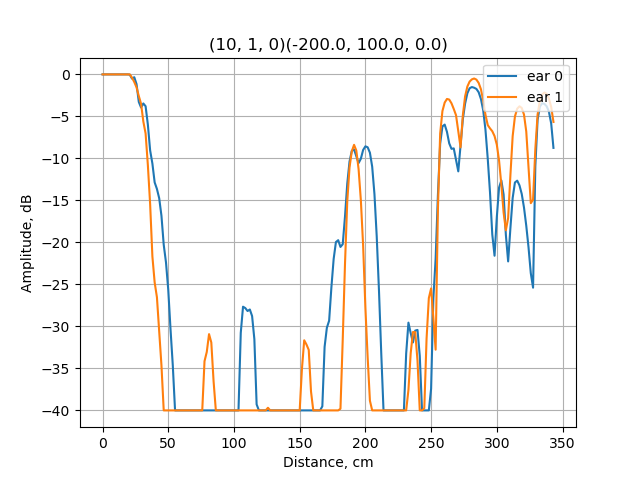 (10, 1, 0)(-200.0, 100.0, 0.0)
ear 0
ear 1
Amplitude, dB
0
−5
−10
−15
−20
−25
−30
−35
−40
0 50 100 150 200 250 300 350
Distance, cm